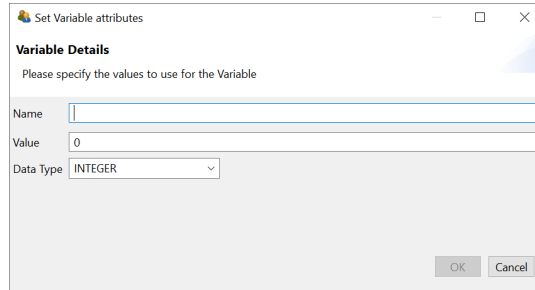 Set Variable attributes
Variable Details
Please specify the values to use for the Variable
Name
Value 0
Data Type INTEGER
OK Cancel